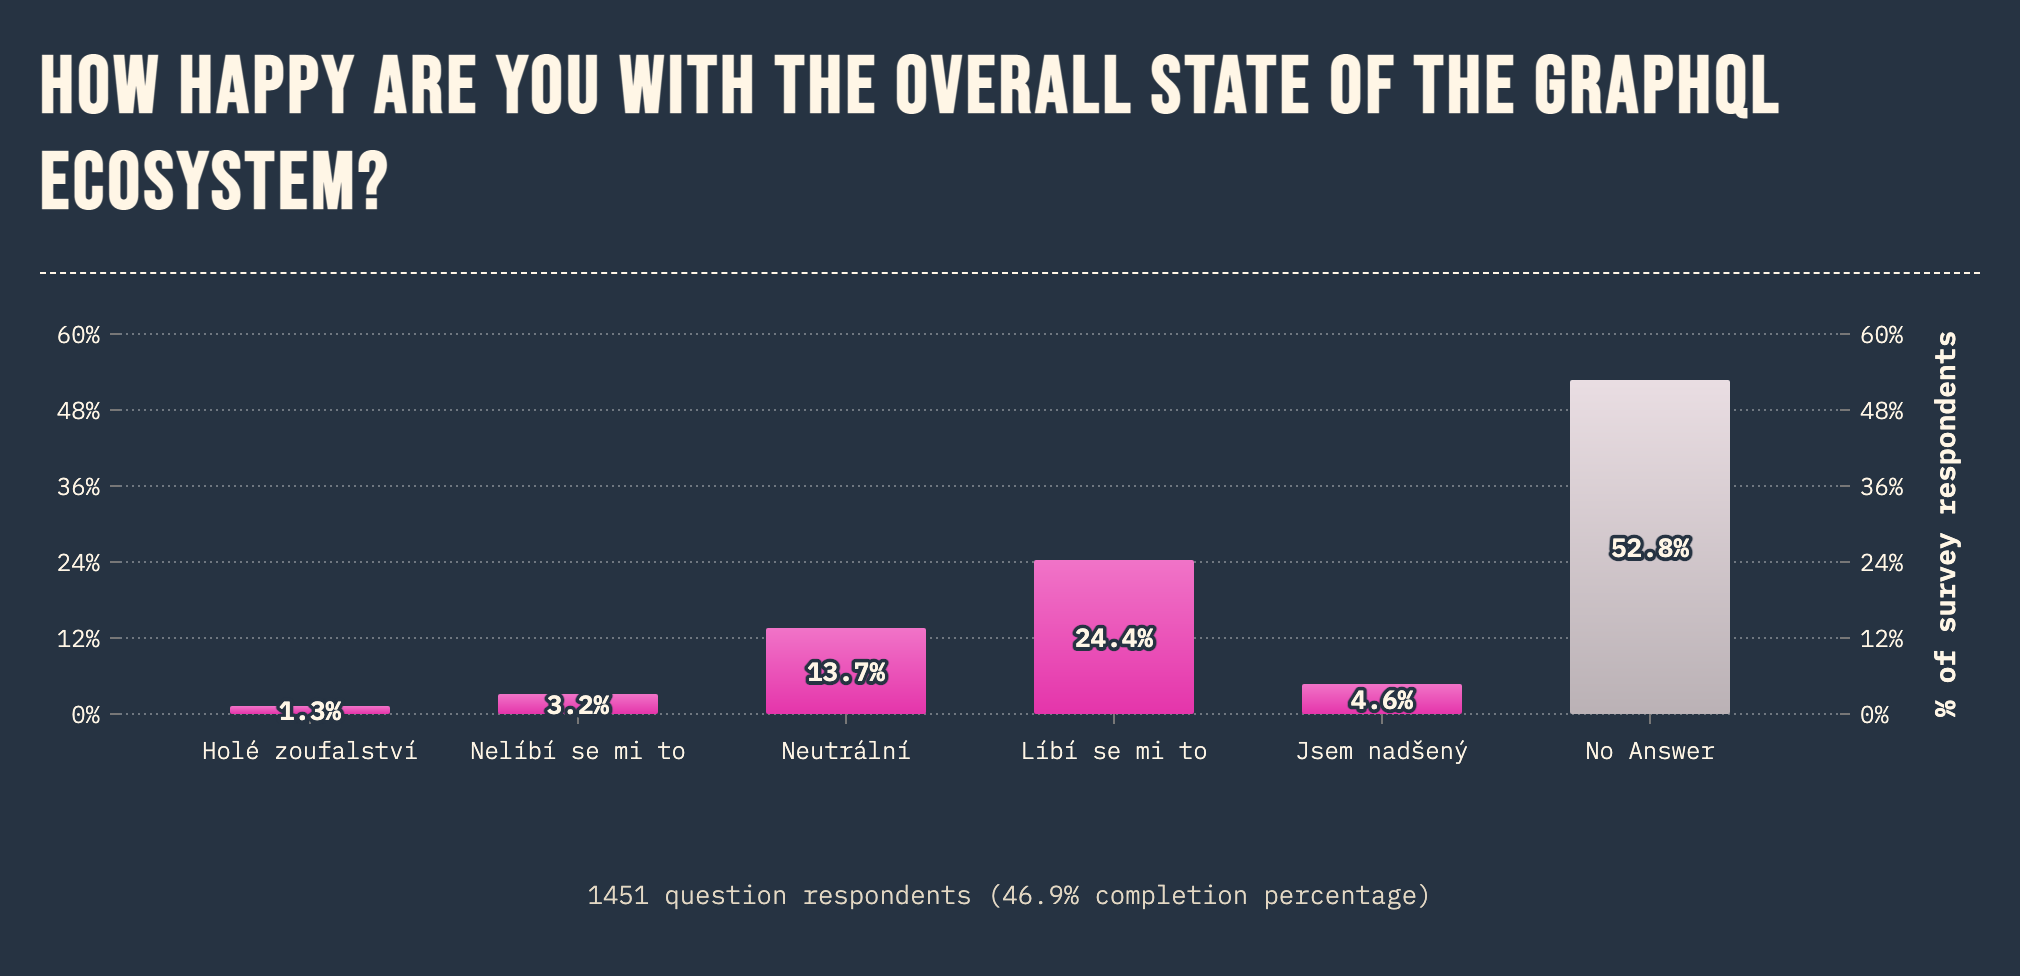 HOW HAPPY ARE YOU WITH THE OVERALL STATE OF THE GRAPHQL
ECOSYSTEM?
60%
48%
36%
24%
12%
0%
1.3%
3.2%
13.7%
24.4%
4.6%
52.8%
60%
48%
36%
24%
12%
0%
% of survey respondents
Holé zoufalství
Nelíbí se mi to
Neutrální
Líbí se mi to
Jsem nadšený
No Answer
1451 question respondents (46.9% completion percentage)